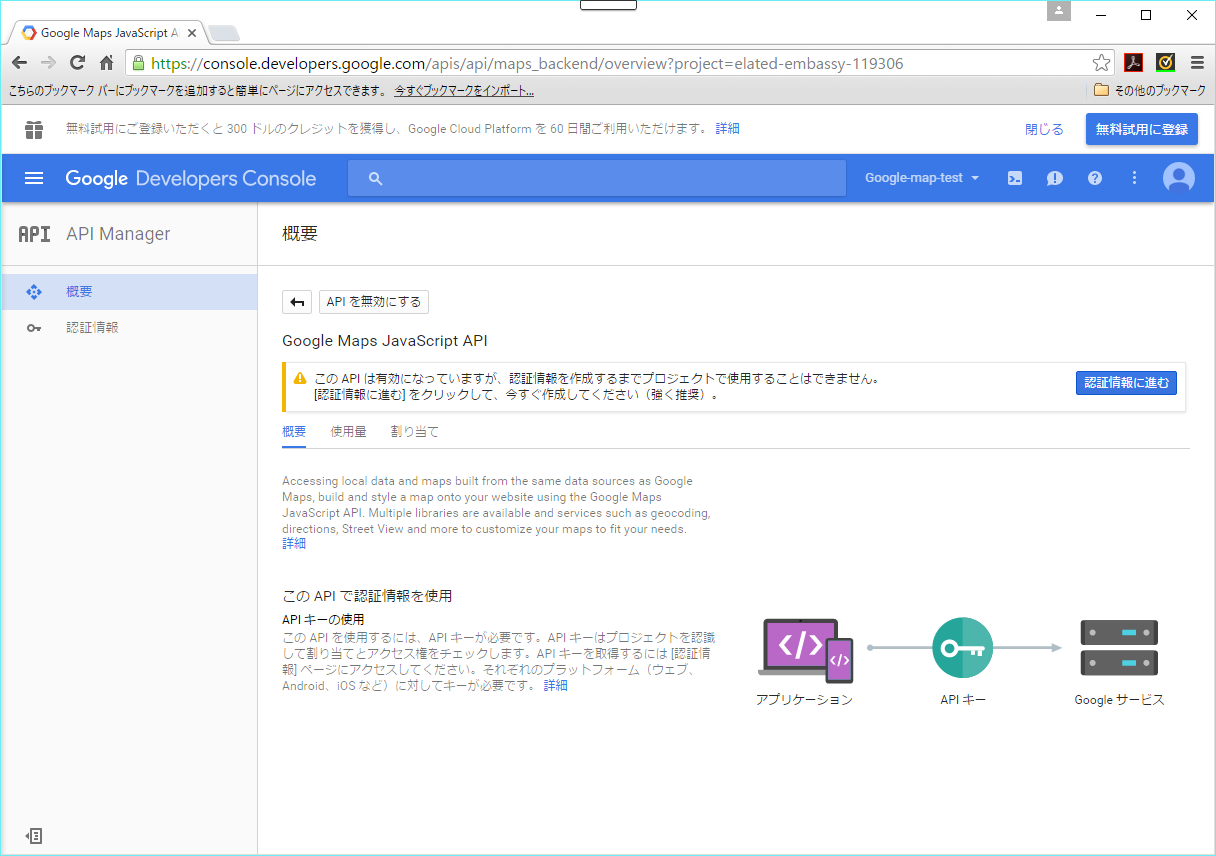 Google Maps JavaScript A
https://console.developers.google.com/apis/api/maps_backend/overview?project=elated-embassy-119306
こちらのブックマーク バーにブックマークを追加すると簡単にページにアクセスできます。 今すぐブックマークをインポート...
その他のブックマーク
無料試用にご登録いただくと 300 ドルのクレジットを獲得し、Google Cloud Platform を 60 日間ご利用いただけます。 詳細
閉じる
無料試用に登録
Google Developers Console
Google-map-test
API API Manager
概要
概要
認証情報
API を無効にする
Google Maps JavaScript API
この API は有効になっていますが、認証情報を作成するまでプロジェクトで使用することはできません。
[認証情報に進む] をクリックして、今すぐ作成してください（強く推奨）。
認証情報に進む
概要 使用量 割り当て
Accessing local data and maps built from the same data sources as Google
Maps, build and style a map onto your website using the Google Maps
JavaScript API. Multiple libraries are available and services such as geocoding,
directions, Street View and more to customize your maps to fit your needs.
詳細
この API で認証情報を使用
API キーの使用
この API を使用するには、API キーが必要です。API キーはプロジェクトを認識
して割り当てとアクセス権をチェックします。API キーを取得するには [認証情
報] ページにアクセスしてください。それぞれのプラットフォーム（ウェブ、
Android、iOS など）に対してキーが必要です。 詳細
</>
</>
アプリケーション
API キー
Google サービス